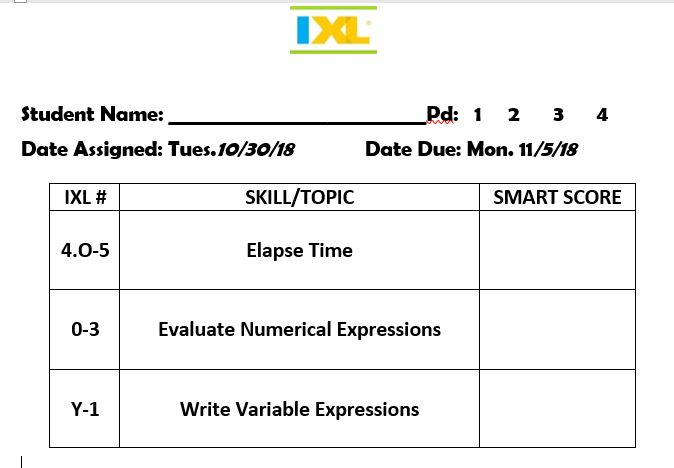 IXL
Student Name: ______________________Pd: 1 2 3 4
Date Assigned: Tues.10/30/18 Date Due: Mon. 11/5/18
IXL # SKILL/TOPIC SMART SCORE
4.O-5 Elapse Time
0-3 Evaluate Numerical Expressions
Y-1 Write Variable Expressions